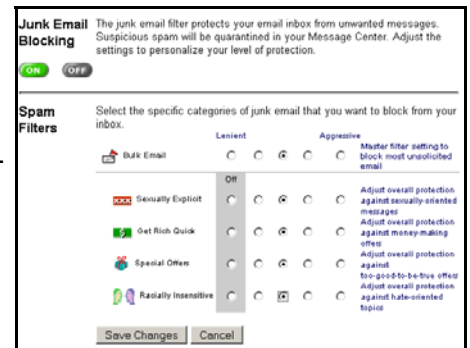 Junk Email
Blocking
The junk email filter protects your email inbox from unwanted messages.
Suspicious spam will be quarantined in your Message Center. Adjust the
settings to personalize your level of protection.
ON OFF
Spam
Filters
Select the specific categories of junk email that you want to block from your
inbox.
Lenient Aggressive
Bulk Email
Master filter setting to
block most unsolicited
email
Off
XXX Sexually Explicit
Adjust overall protection
against sexually-oriented
messages
$ Get Rich Quick
Adjust overall protection
against money-making
offers
Special Offers
Adjust overall protection
against
too-good-to-be-true offers
Racially Insensitive
Adjust overall protection
against hate-oriented
topics
Save Changes Cancel